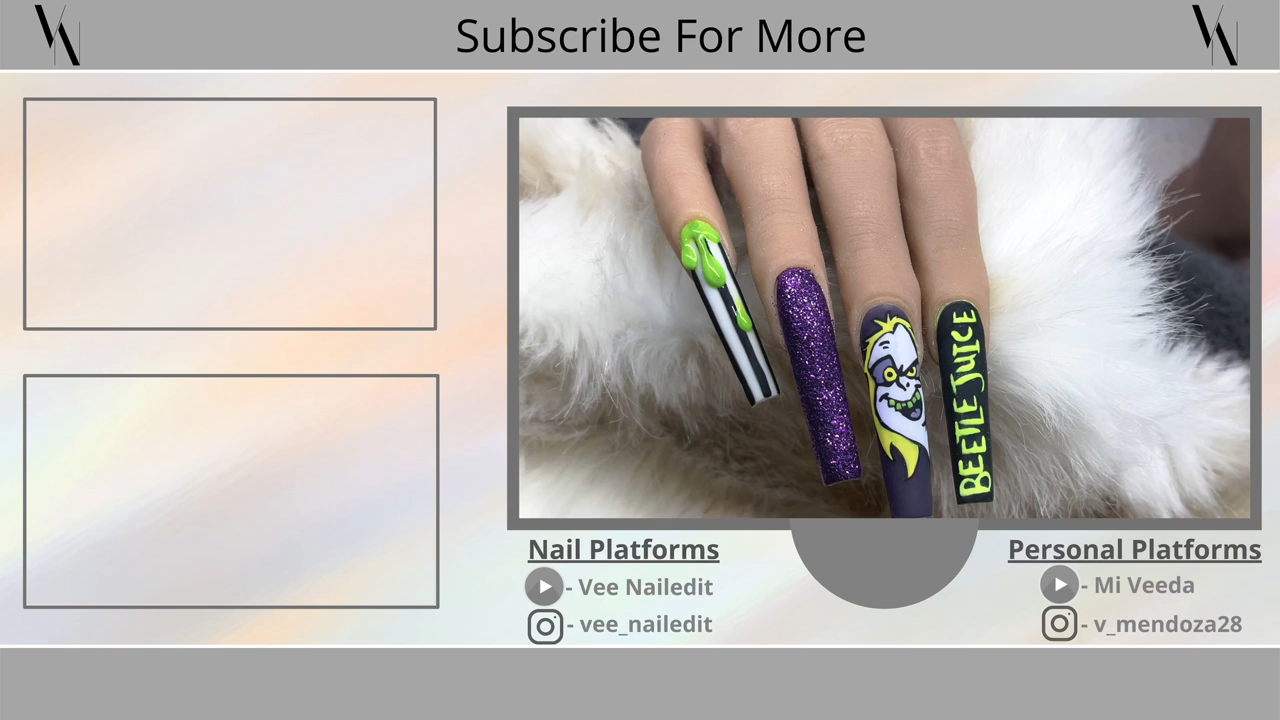 Subscribe For More
BEETLE JUICE
Nail Platforms
- Vee Nailedit
- vee_nailedit
Personal Platforms
- Mi Veeda
- v_mendoza28